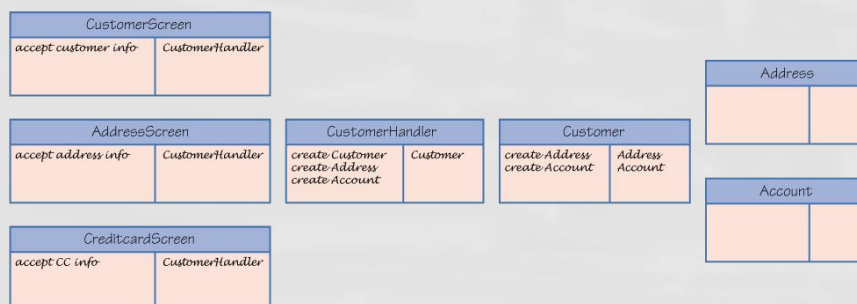 CustomerScreen
accept customer info CustomerHandler
AddressScreen
accept address info CustomerHandler
CreditcardScreen
accept CC info CustomerHandler
CustomerHandler
create Customer Customer
create Address
create Account
Customer
create Address Address
create Account Account
Address
Account